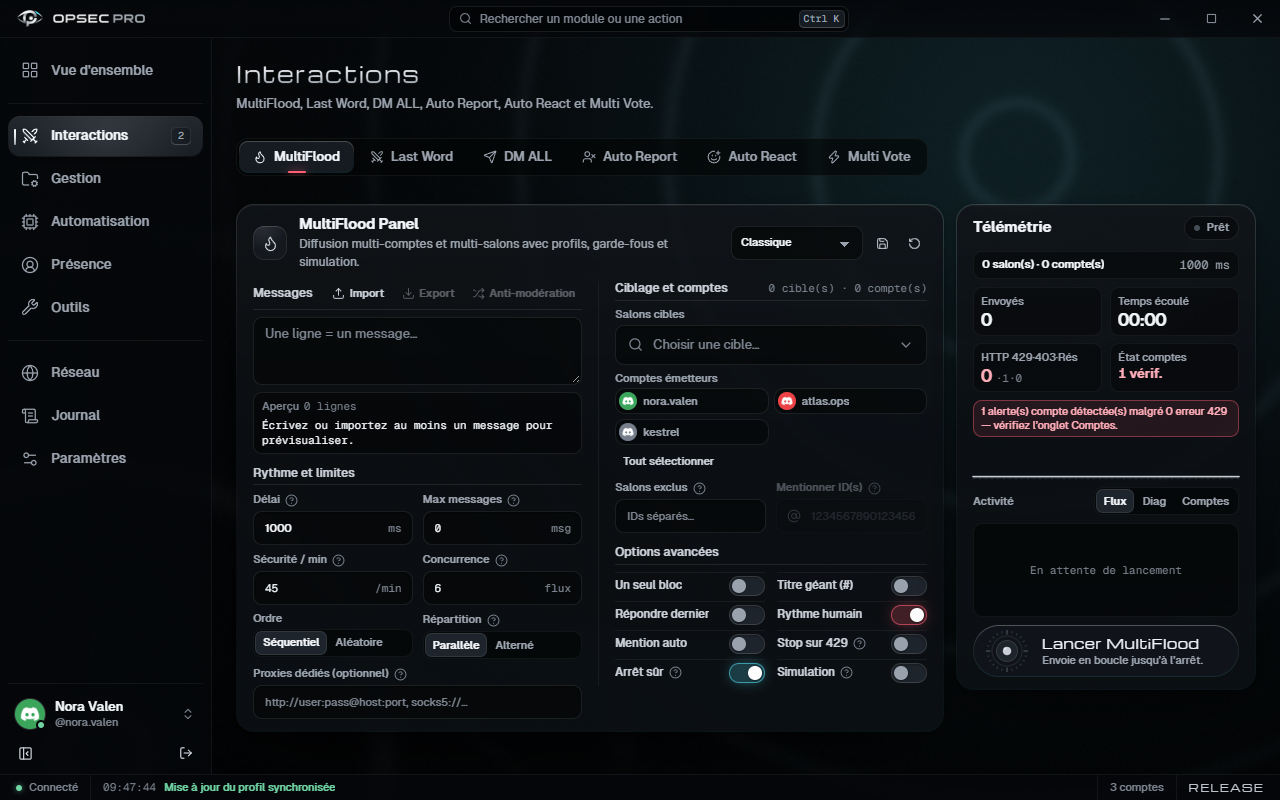 OPSEC PRO
Rechercher un module ou une action
Ctrl K
Vue d'ensemble
Interactions
2
Gestion
Automatisation
Présence
Outils
Réseau
Journal
Paramètres
Nora Valen
@nora.valen
Interactions
MultiFlood, Last Word, DM ALL, Auto Report, Auto React et Multi Vote.
MultiFlood
Last Word
DM ALL
Auto Report
Auto React
Multi Vote
MultiFlood Panel
Diffusion multi-comptes et multi-salons avec profils, garde-fous et
simulation.
Classique
Messages
Import
Export
Anti-modération
Une ligne = un message…
Aperçu 0 lignes
Écrivez ou importez au moins un message pour
prévisualiser.
Rythme et limites
Délai
Max messages
1000 ms
0 msg
Sécurité / min
Concurrence
45 /min
6 flux
Ordre
Répartition
Séquentiel
Aléatoire
Parallèle
Alterné
Proxies dédiés (optionnel)
http://user:pass@host:port, socks5://…
Ciblage et comptes
0 cible(s) · 0 compte(s)
Salons cibles
Choisir une cible…
Comptes émetteurs
nora.valen
atlas.ops
kestrel
Tout sélectionner
Salons exclus
Mentionner ID(s)
IDs séparés…
@ 1234567890123456
Options avancées
Un seul bloc
Titre géant (#)
Répondre dernier
Rythme humain
Mention auto
Stop sur 429
Arrêt sûr
Simulation
Télémétrie
Prêt
0 salon(s) · 0 compte(s)
1000 ms
Envoyés
0
Temps écoulé
00:00
HTTP 429·403·Rés
0 ·1·0
État comptes
1 vérif.
1 alerte(s) compte détectée(s) malgré 0 erreur 429
— vérifiez l'onglet Comptes.
Activité
Flux
Diag
Comptes
En attente de lancement
Lancer MultiFlood
Envoie en boucle jusqu'à l'arrêt.
Connecté
09:47:44 Mise à jour du profil synchronisée
3 comptes
RELEASE